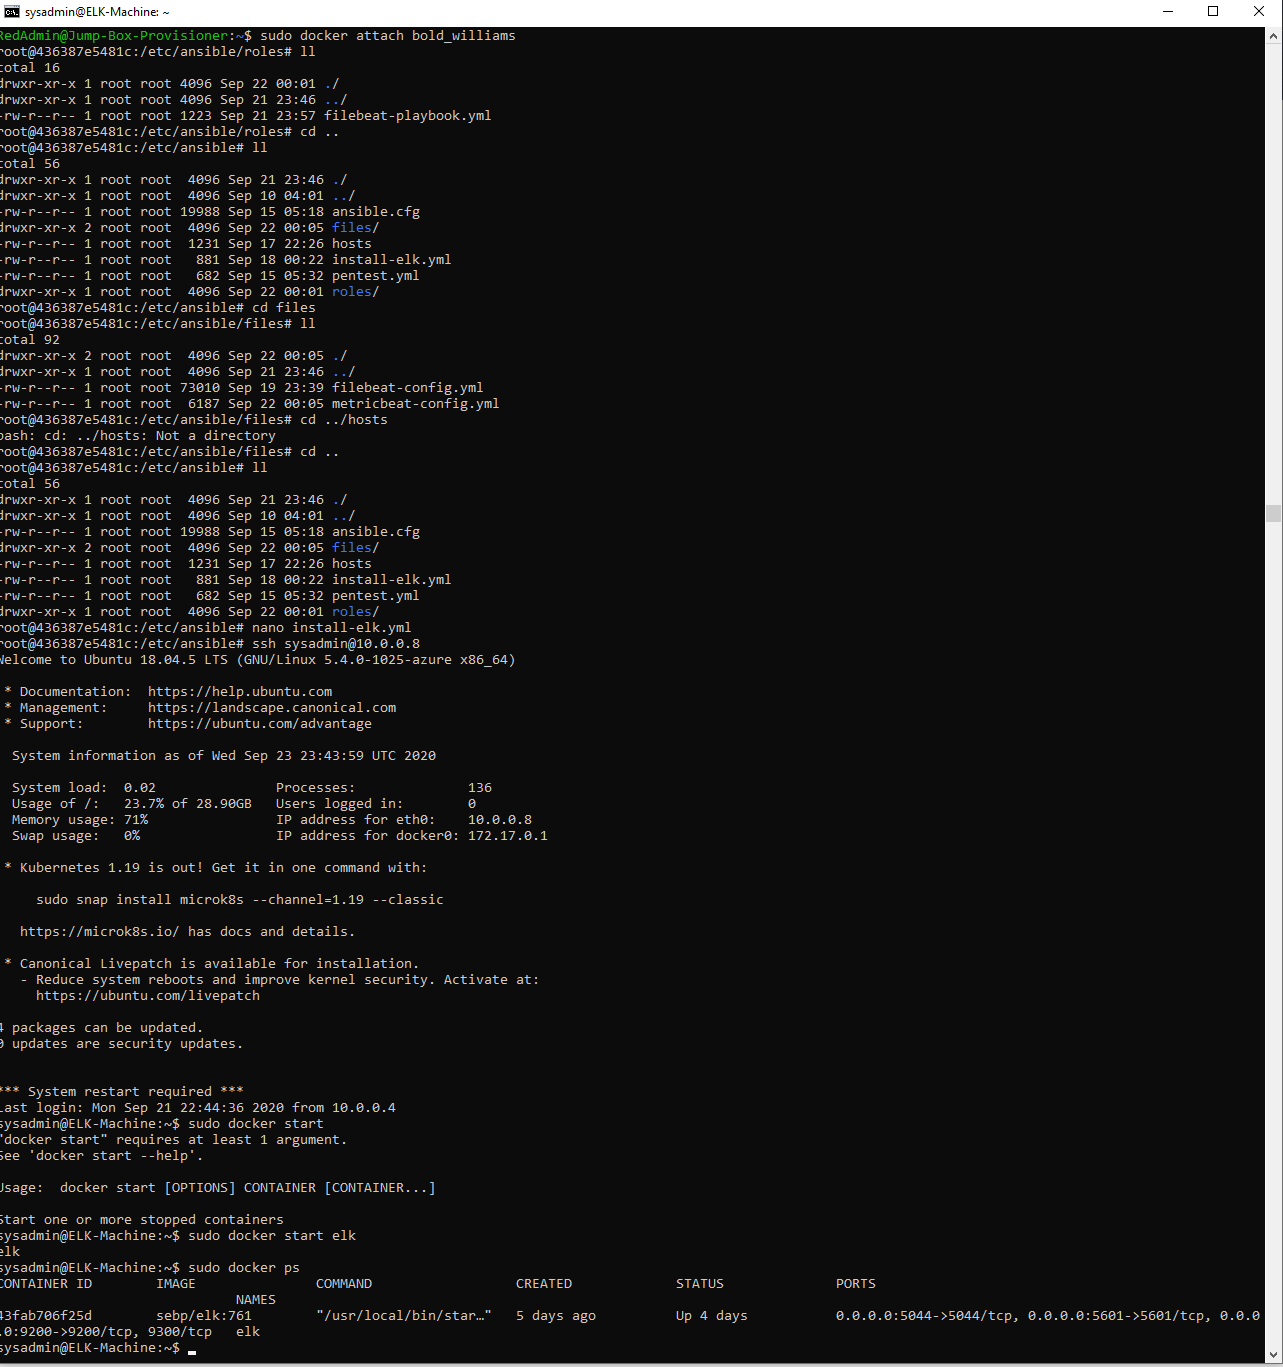 sysadmin@ELK-Machine: ~
RedAdmin@Jump-Box-Provisioner:~$ sudo docker attach bold_williams
root@436387e5481c:/etc/ansible/roles# ll
total 16
drwxr-xr-x 1 root root 4096 Sep 22 00:01 ./
drwxr-xr-x 1 root root 4096 Sep 21 23:46 ../
-rw-r--r-- 1 root root 1223 Sep 21 23:57 filebeat-playbook.yml
root@436387e5481c:/etc/ansible/roles# cd ..
root@436387e5481c:/etc/ansible# ll
total 56
drwxr-xr-x 1 root root  4096 Sep 21 23:46 ./
drwxr-xr-x 1 root root  4096 Sep 10 04:01 ../
-rw-r--r-- 1 root root 19988 Sep 15 05:18 ansible.cfg
drwxr-xr-x 2 root root  4096 Sep 22 00:05 files/
-rw-r--r-- 1 root root  1231 Sep 17 22:26 hosts
-rw-r--r-- 1 root root   881 Sep 18 00:22 install-elk.yml
-rw-r--r-- 1 root root   682 Sep 15 05:32 pentest.yml
drwxr-xr-x 1 root root  4096 Sep 22 00:01 roles/
root@436387e5481c:/etc/ansible# cd files
root@436387e5481c:/etc/ansible/files# ll
total 92
drwxr-xr-x 2 root root  4096 Sep 22 00:05 ./
drwxr-xr-x 1 root root  4096 Sep 21 23:46 ../
-rw-r--r-- 1 root root 73010 Sep 19 23:39 filebeat-config.yml
-rw-r--r-- 1 root root  6187 Sep 22 00:05 metricbeat-config.yml
root@436387e5481c:/etc/ansible/files# cd ../hosts
bash: cd: ../hosts: Not a directory
root@436387e5481c:/etc/ansible/files# cd ..
root@436387e5481c:/etc/ansible# ll
total 56
drwxr-xr-x 1 root root  4096 Sep 21 23:46 ./
drwxr-xr-x 1 root root  4096 Sep 10 04:01 ../
-rw-r--r-- 1 root root 19988 Sep 15 05:18 ansible.cfg
drwxr-xr-x 2 root root  4096 Sep 22 00:05 files/
-rw-r--r-- 1 root root  1231 Sep 17 22:26 hosts
-rw-r--r-- 1 root root   881 Sep 18 00:22 install-elk.yml
-rw-r--r-- 1 root root   682 Sep 15 05:32 pentest.yml
drwxr-xr-x 1 root root  4096 Sep 22 00:01 roles/
root@436387e5481c:/etc/ansible# nano install-elk.yml
root@436387e5481c:/etc/ansible# ssh sysadmin@10.0.0.8
Welcome to Ubuntu 18.04.5 LTS (GNU/Linux 5.4.0-1025-azure x86_64)
* Documentation:  https://help.ubuntu.com
* Management:     https://landscape.canonical.com
* Support:        https://ubuntu.com/advantage
System information as of Wed Sep 23 23:43:59 UTC 2020
System load:  0.02               Processes:              136
Usage of /:   23.7% of 28.90GB   Users logged in:        0
Memory usage: 71%                IP address for eth0:    10.0.0.8
Swap usage:   0%                 IP address for docker0: 172.17.0.1
* Kubernetes 1.19 is out! Get it in one command with:
sudo snap install microk8s --channel=1.19 --classic
https://microk8s.io/ has docs and details.
* Canonical Livepatch is available for installation.
- Reduce system reboots and improve kernel security. Activate at:
https://ubuntu.com/livepatch
4 packages can be updated.
0 updates are security updates.
*** System restart required ***
Last login: Mon Sep 21 22:44:36 2020 from 10.0.0.4
sysadmin@ELK-Machine:~$ sudo docker start
"docker start" requires at least 1 argument.
See 'docker start --help'.
Usage:  docker start [OPTIONS] CONTAINER [CONTAINER...]
Start one or more stopped containers
sysadmin@ELK-Machine:~$ sudo docker start elk
elk
sysadmin@ELK-Machine:~$ sudo docker ps
CONTAINER ID        IMAGE               COMMAND                  CREATED             STATUS              PORTS
NAMES
43fab706f25d        sebp/elk:761        "/usr/local/bin/star…"   5 days ago          Up 4 days           0.0.0.0:5044->5044/tcp, 0.0.0.0:5601->5601/tcp, 0.0.0
.0:9200->9200/tcp, 9300/tcp   elk
sysadmin@ELK-Machine:~$